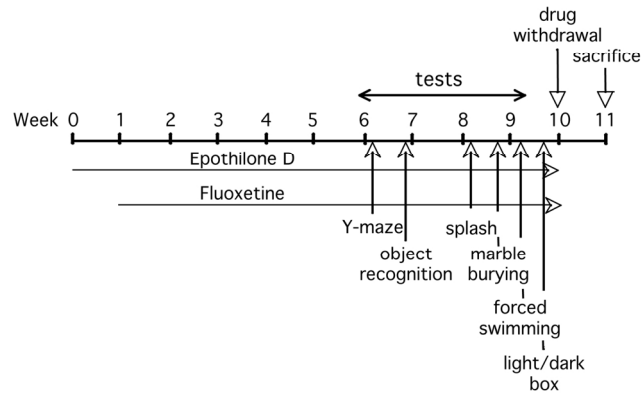 drug
withdrawal
sacrifice
tests
Week 0 1 2 3 4 5 6 7 8 9 10 11
Epothilone D
Fluoxetine
Y-maze
splash
object
recognition
marble
burying
forced
swimming
light/dark
box